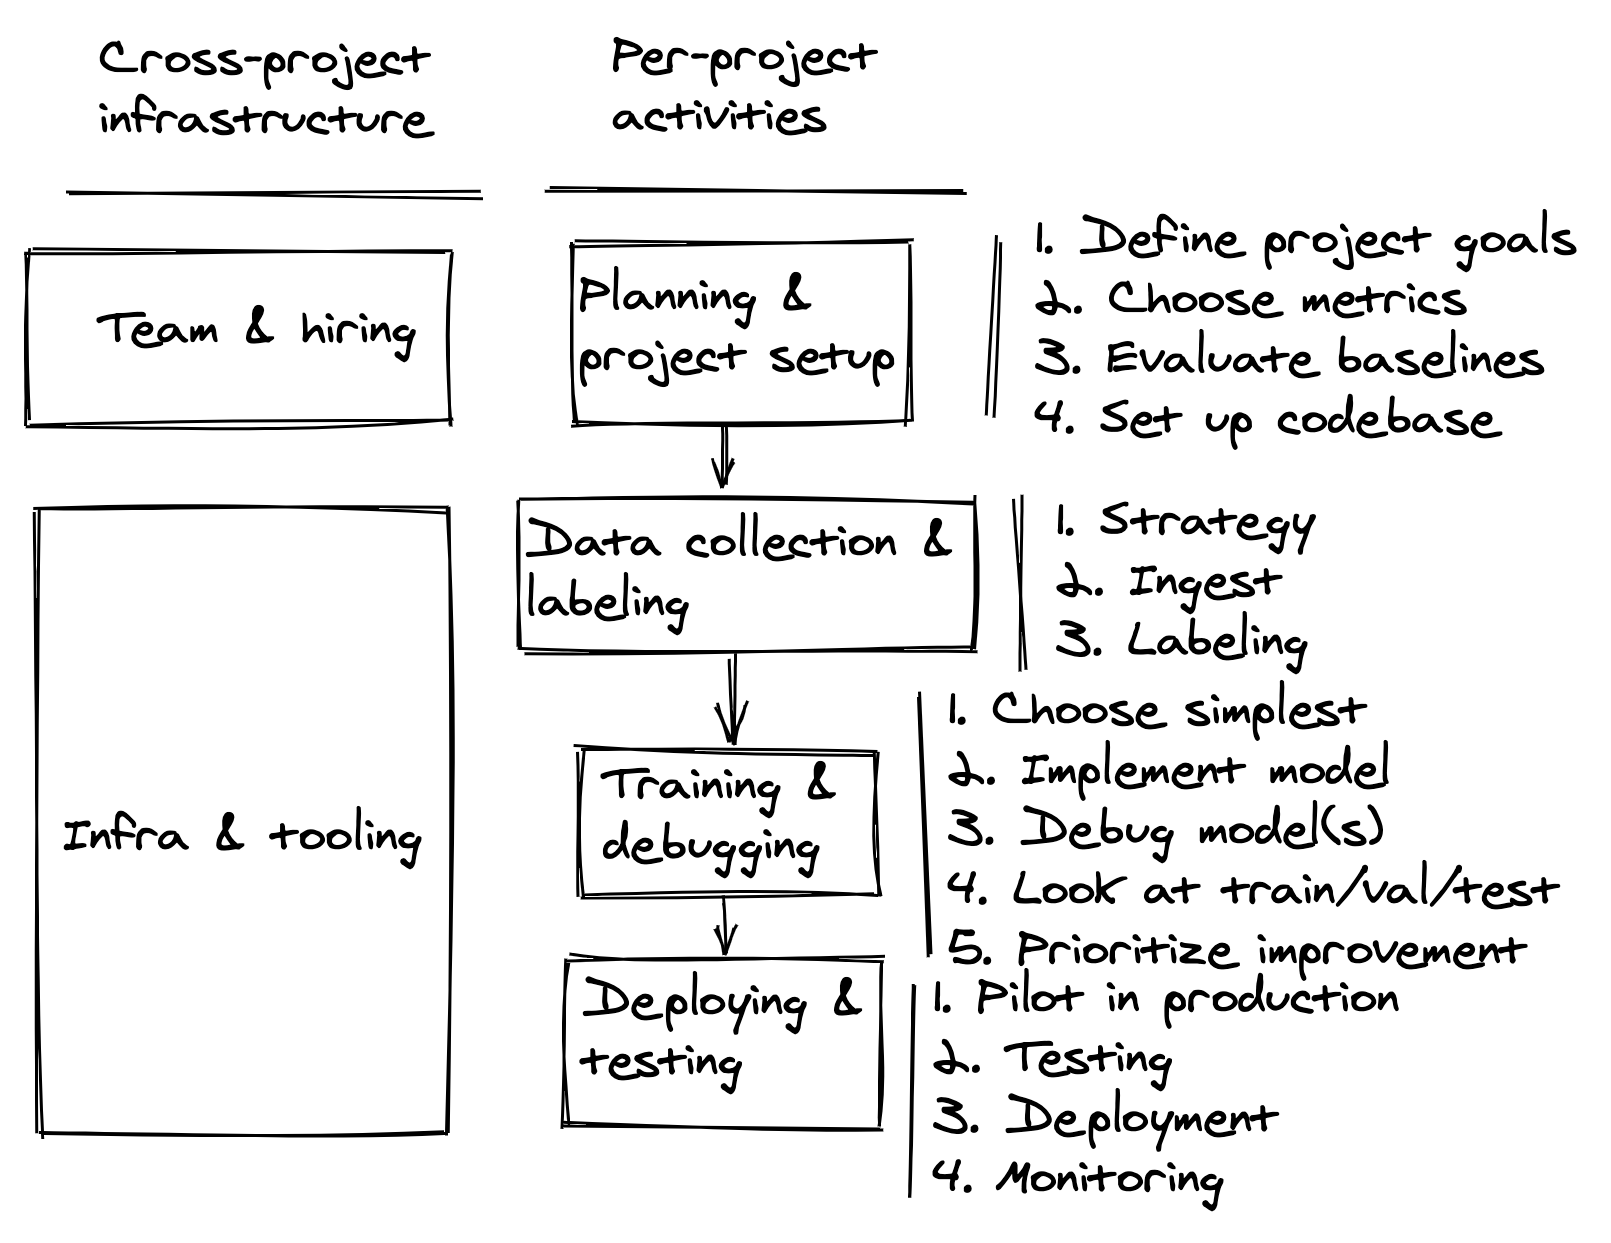 Cross-project
infrastructure
Per-project
activities
Team & hiring
Infra & tooling
Planning &
project setup
1. Define project goals
2. Choose metrics
3. Evaluate baselines
4. Set up codebase
Data collection &
labeling
1. Strategy
2. Ingest
3. Labeling
Training &
debugging
1. Choose simplest
2. Implement model
3. Debug model(s)
4. Look at train/val/test
5. Prioritize improvement
Deploying &
testing
1. Pilot in production
2. Testing
3. Deployment
4. Monitoring